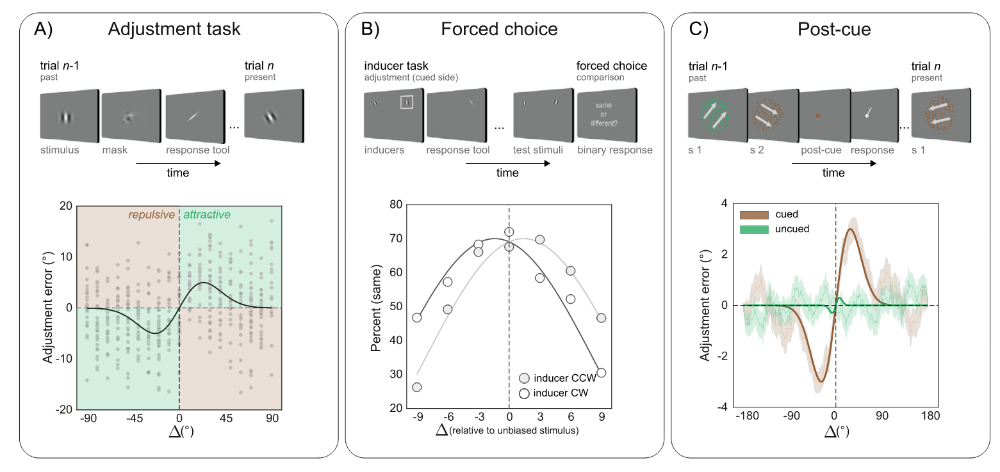 A) Adjustment task
trial n-1
past
trial n
present
stimulus
mask
response tool
...
time
20
10
0
-10
-20
Adjustment error (°)
repulsive
attractive
-90
-45
0
45
90
Δ(°)
B) Forced choice
inducer task
adjustment (cued side)
forced choice
comparison
same
or
different?
inducers
response tool
...
test stimuli
binary response
time
80
70
60
50
40
30
20
Percent (same)
inducer CCW
inducer CW
-9
-6
-3
0
3
6
9
Δ(relative to unbiased stimulus)
C) Post-cue
trial n-1
past
trial n
present
s 1
s 2
post-cue
response
...
s 1
time
4
2
0
-2
-4
Adjustment error (°)
cued
uncued
-180
-90
0
90
180
Δ(°)